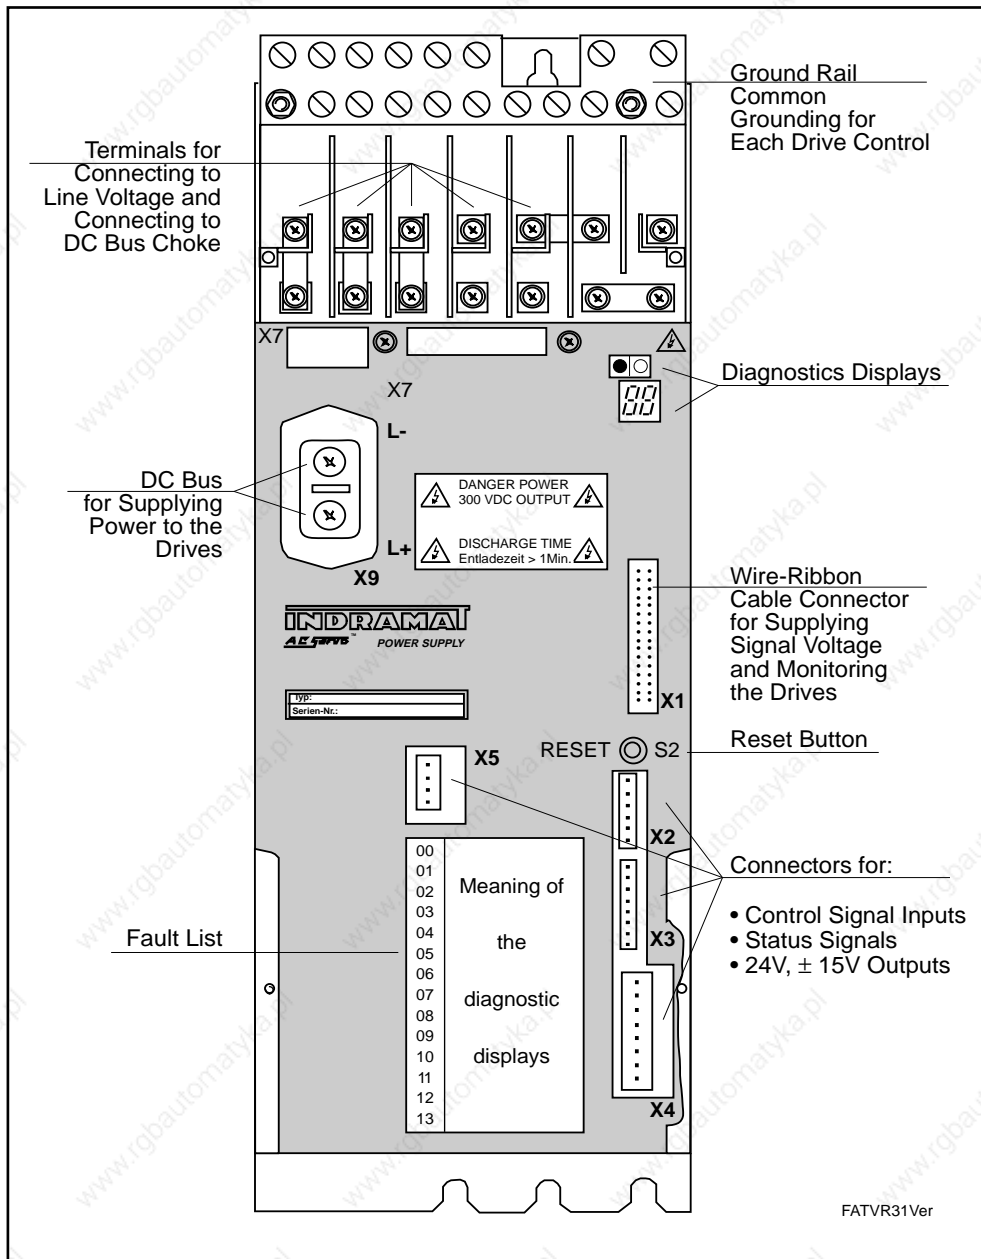 Ground Rail
Common
Grounding for
Each Drive Control
Terminals for
Connecting to
Line Voltage and
Connecting to
DC Bus Choke
X7
X7
Diagnostics Displays
88
L-
DC Bus
for Supplying
Power to the
Drives
DANGER POWER
300 VDC OUTPUT
DISCHARGE TIME
Entladezeit > 1Min.
L+
X9
Wire-Ribbon
Cable Connector
for Supplying
Signal Voltage
and Monitoring
the Drives
X1
INDRAMAT
AC Servo™ POWER SUPPLY
Typ:
Serien-Nr.:
RESET S2
Reset Button
X5
X2
X3
X4
Connectors for:
• Control Signal Inputs
• Status Signals
• 24V, ± 15V Outputs
Fault List
00
01
02
03
04
05
06
07
08
09
10
11
12
13
Meaning of
the
diagnostic
displays
FATVR31Ver
www.rgbautomatyka.pl